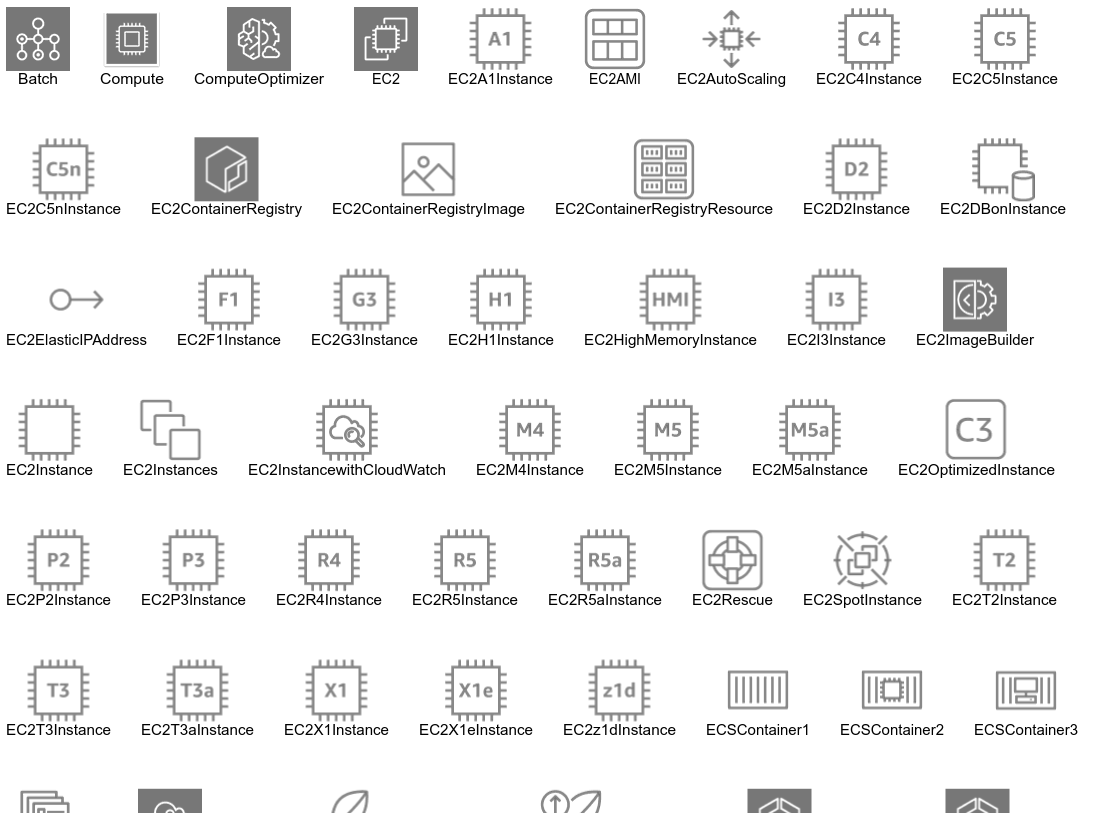 A1
C4
C5
Batch
Compute
ComputeOptimizer
EC2
EC2A1Instance
EC2AMI
EC2AutoScaling
EC2C4Instance
EC2C5Instance
C5n
D2
EC2C5nInstance
EC2ContainerRegistry
EC2ContainerRegistryImage
EC2ContainerRegistryResource
EC2D2Instance
EC2DBonInstance
F1
G3
H1
HMI
I3
EC2ElasticIPAddress
EC2F1Instance
EC2G3Instance
EC2H1Instance
EC2HighMemoryInstance
EC2I3Instance
EC2ImageBuilder
M4
M5
M5a
C3
EC2Instance
EC2Instances
EC2InstancewithCloudWatch
EC2M4Instance
EC2M5Instance
EC2M5aInstance
EC2OptimizedInstance
P2
P3
R4
R5
R5a
T2
EC2P2Instance
EC2P3Instance
EC2R4Instance
EC2R5Instance
EC2R5aInstance
EC2Rescue
EC2SpotInstance
EC2T2Instance
T3
T3a
X1
X1e
z1d
EC2T3Instance
EC2T3aInstance
EC2X1Instance
EC2X1eInstance
EC2z1dInstance
ECSContainer1
ECSContainer2
ECSContainer3